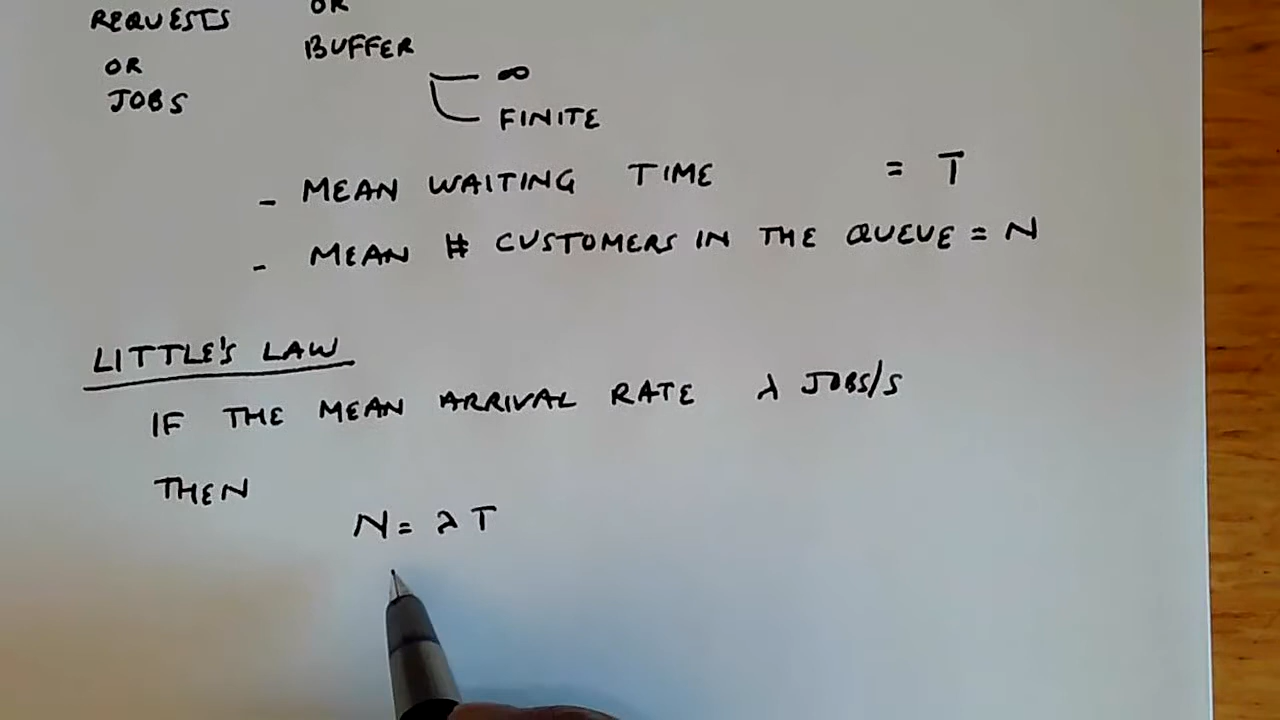 REQUESTS
OR
JOBS
OR
BUFFER
∞
FINITE
- MEAN WAITING TIME = T
- MEAN # CUSTOMERS IN THE QUEUE = N
LITTLE'S LAW
IF THE MEAN ARRIVAL RATE λ JOBS/S
THEN
N = λ T